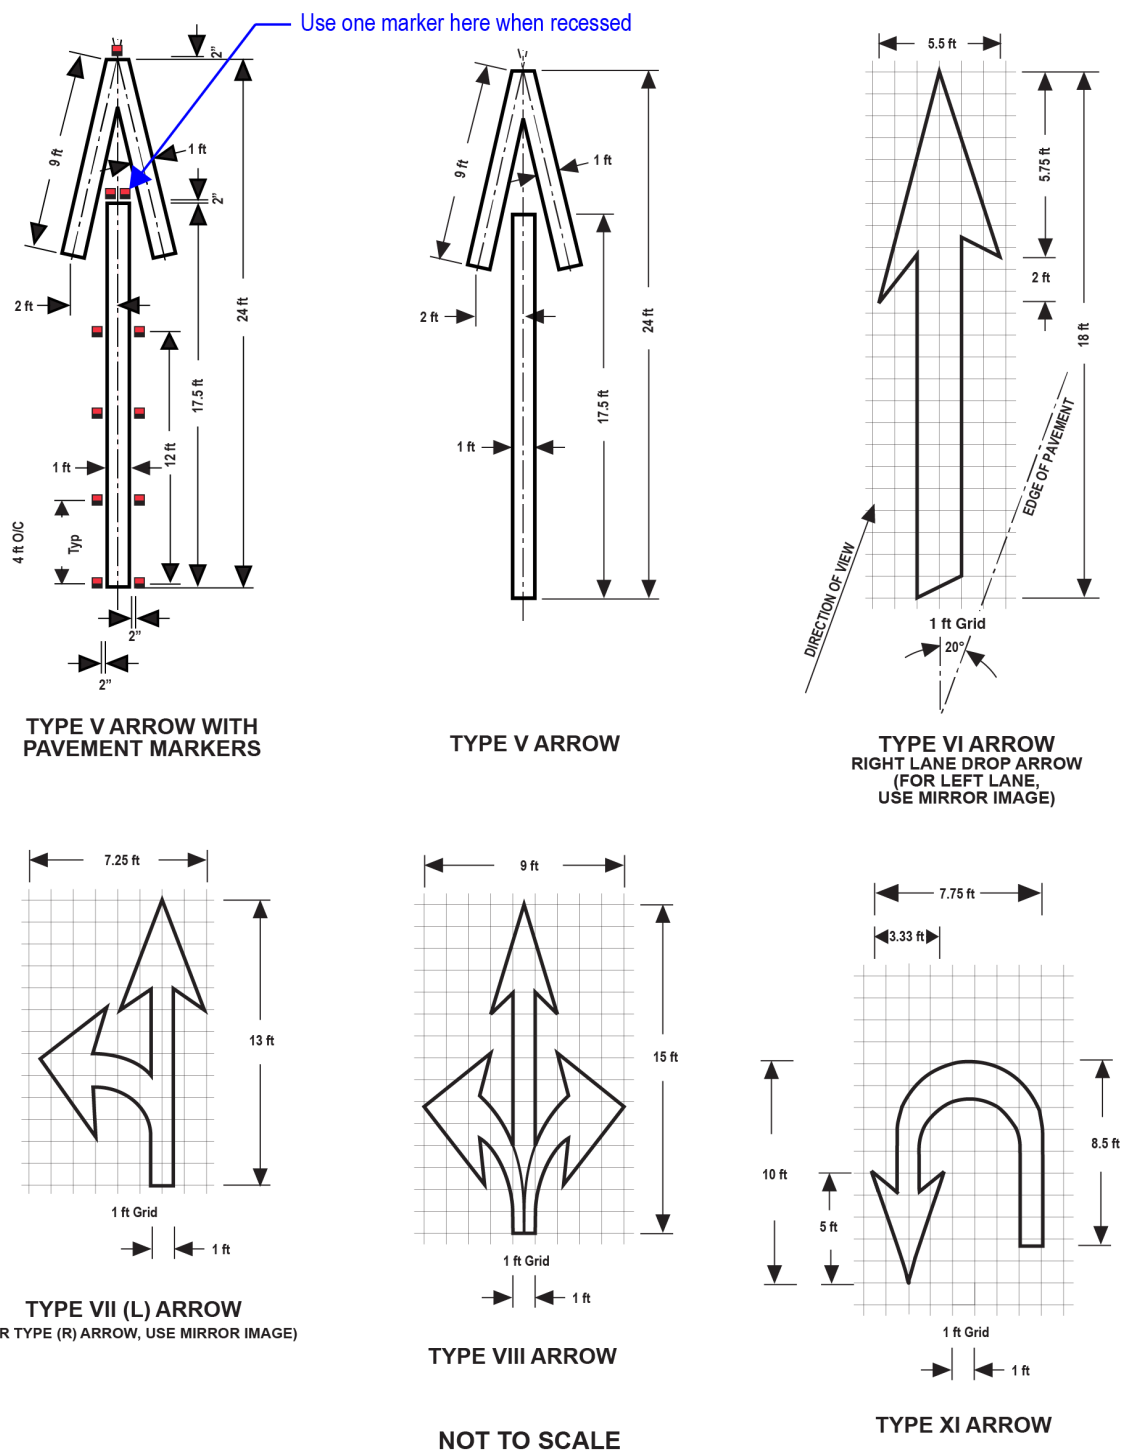 Use one marker here when recessed
2"
9 ft
1 ft
2"
2 ft
24 ft
17.5 ft
12 ft
1 ft
4 ft O/C
Typ
2"
2"
TYPE V ARROW WITH
PAVEMENT MARKERS
9 ft
1 ft
2 ft
24 ft
17.5 ft
1 ft
TYPE V ARROW
5.5 ft
5.75 ft
2 ft
18 ft
EDGE OF PAVEMENT
DIRECTION OF VIEW
1 ft Grid
20°
TYPE VI ARROW
RIGHT LANE DROP ARROW
(FOR LEFT LANE,
USE MIRROR IMAGE)
7.25 ft
13 ft
1 ft Grid
1 ft
TYPE VII (L) ARROW
R TYPE (R) ARROW, USE MIRROR IMAGE)
9 ft
15 ft
1 ft Grid
1 ft
TYPE VIII ARROW
7.75 ft
3.33 ft
10 ft
8.5 ft
5 ft
1 ft Grid
1 ft
TYPE XI ARROW
NOT TO SCALE